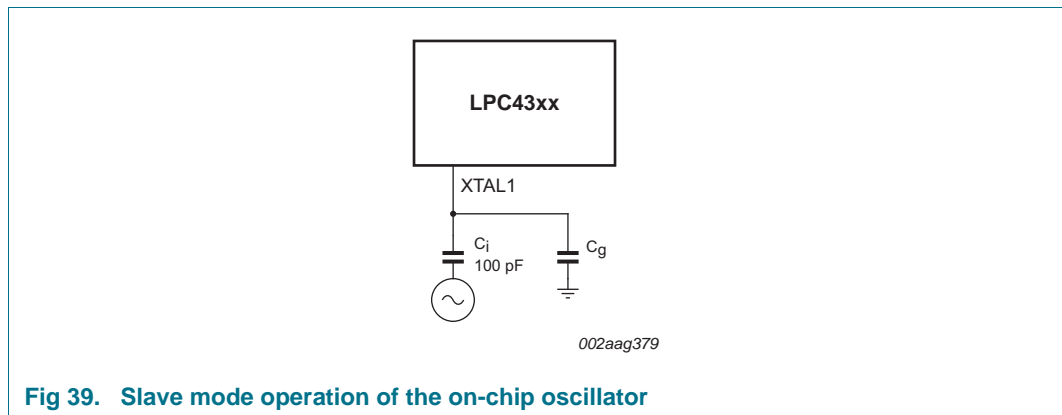 LPC43xx
XTAL1
Ci
100 pF
Cg
002aag379
Fig 39. Slave mode operation of the on-chip oscillator